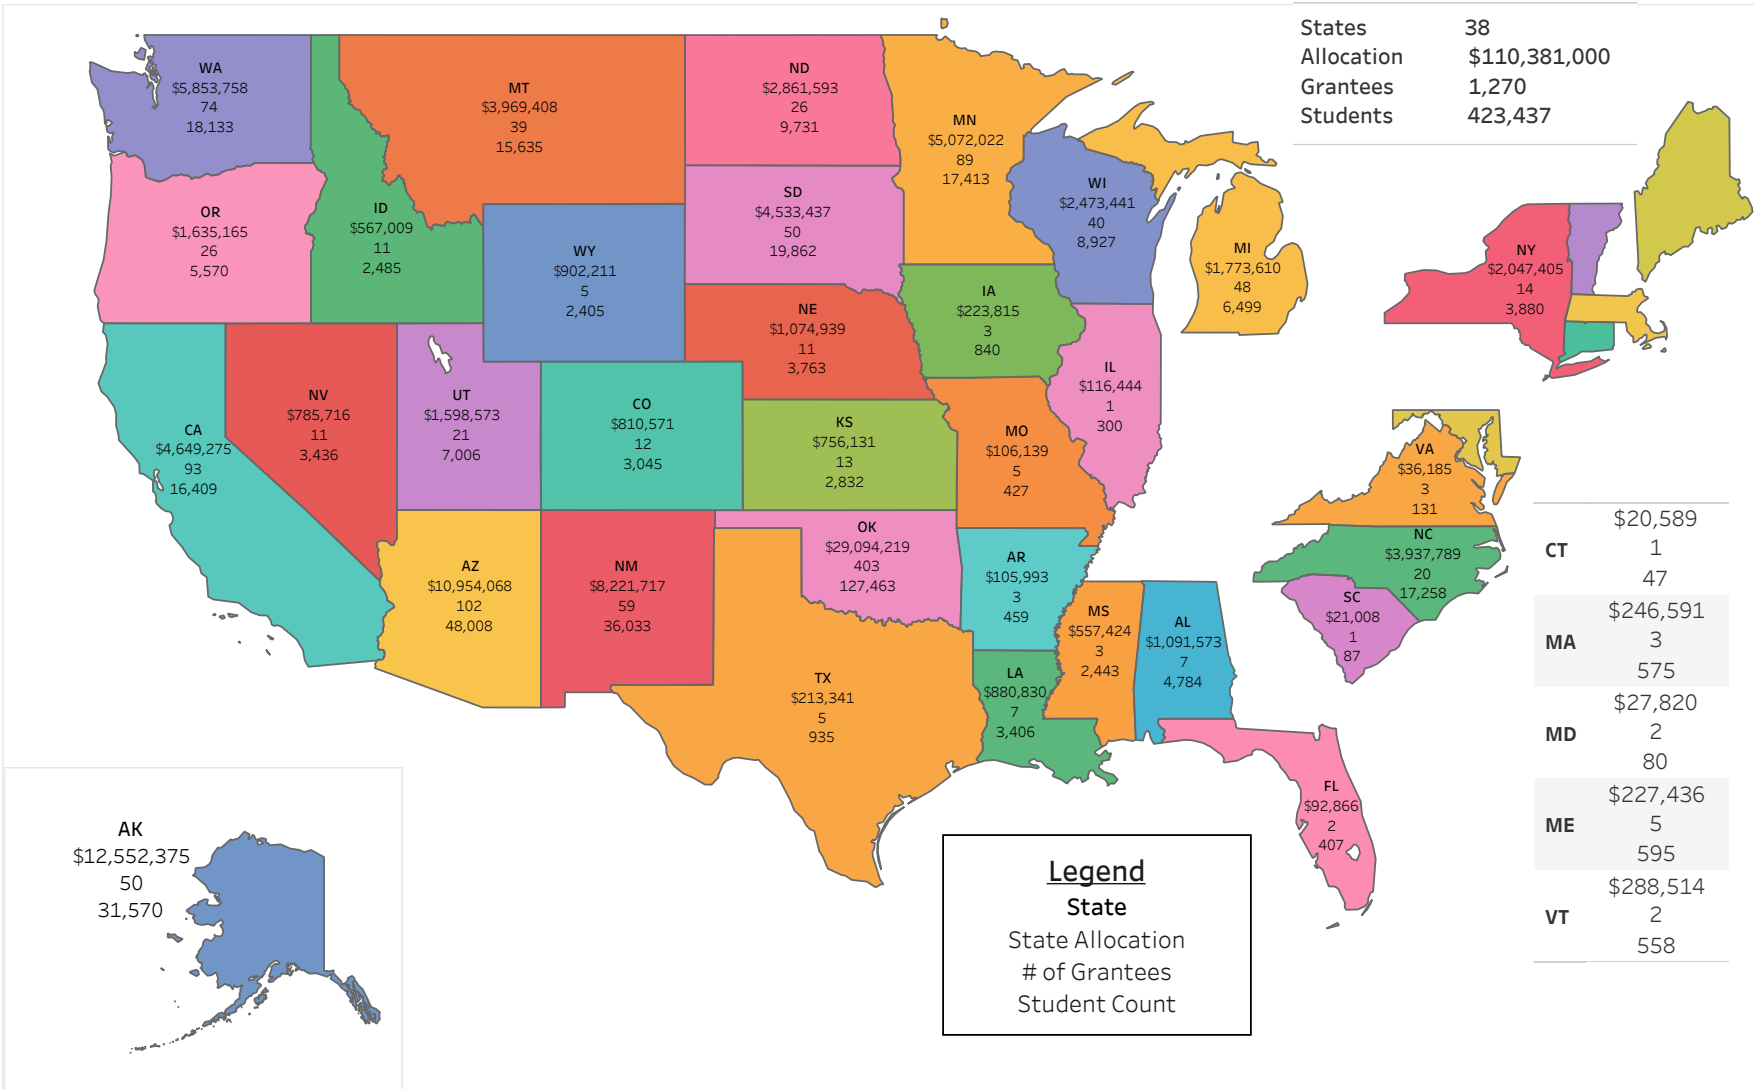 States 38
Allocation $110,381,000
Grantees 1,270
Students 423,437
WA
$5,853,758
74
18,133
MT
$3,969,408
39
15,635
ND
$2,861,593
26
9,731
MN
$5,072,022
89
17,413
OR
$1,635,165
26
5,570
ID
$567,009
11
2,485
WY
$902,211
5
2,405
SD
$4,533,437
50
19,862
WI
$2,473,441
40
8,927
MI
$1,773,610
48
6,499
NY
$2,047,405
14
3,880
NE
$1,074,939
11
3,763
IA
$223,815
3
840
IL
$116,444
1
300
CA
$4,649,275
93
16,409
NV
$785,716
11
3,436
UT
$1,598,573
21
7,006
CO
$810,571
12
3,045
KS
$756,131
13
2,832
MO
$106,139
5
427
VA
$36,185
3
131
NC
$3,937,789
20
17,258
SC
$21,008
1
87
AZ
$10,954,068
102
48,008
NM
$8,221,717
59
36,033
OK
$29,094,219
403
127,463
AR
$105,993
3
459
MS
$557,424
3
2,443
AL
$1,091,573
7
4,784
TX
$213,341
5
935
LA
$880,830
7
3,406
FL
$92,866
2
407
AK
$12,552,375
50
31,570
Legend
State
State Allocation
# of Grantees
Student Count
CT
$20,589
1
47
MA
$246,591
3
575
MD
$27,820
2
80
ME
$227,436
5
595
VT
$288,514
2
558